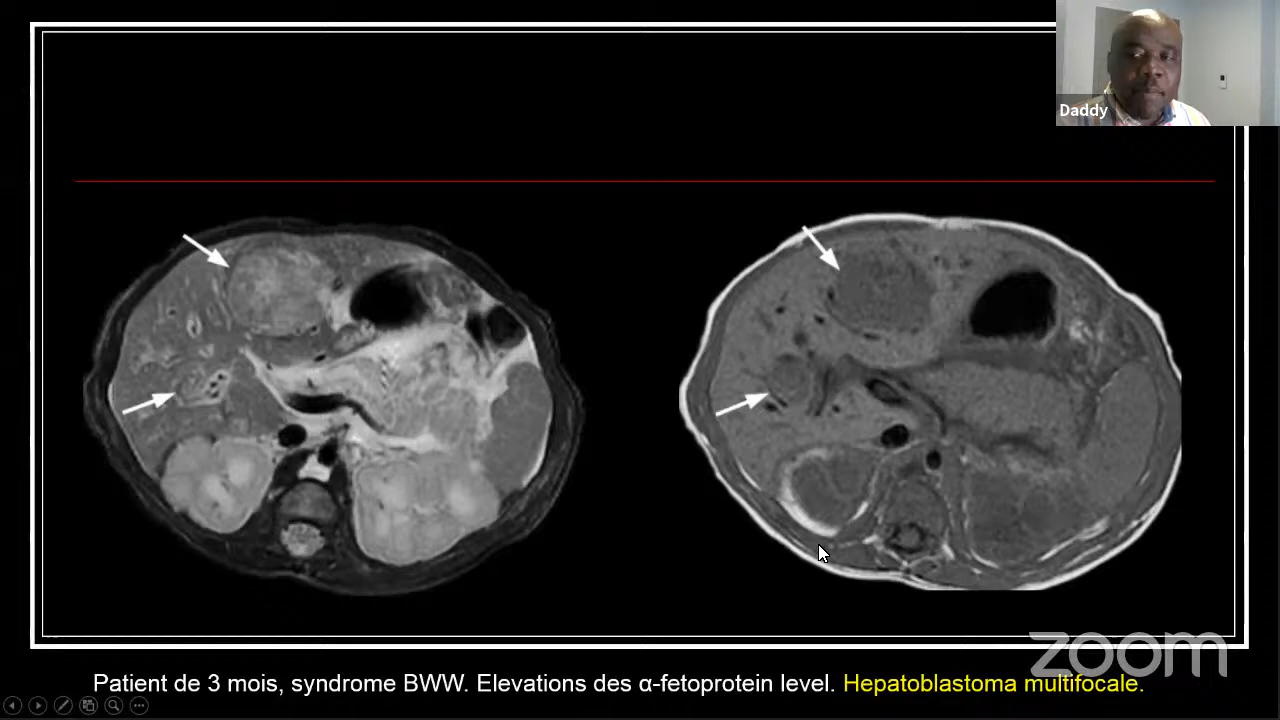 Daddy
zoom
Patient de 3 mois, syndrome BWW. Elevations des α-fetoprotein level. Hepatoblastoma multifocale.